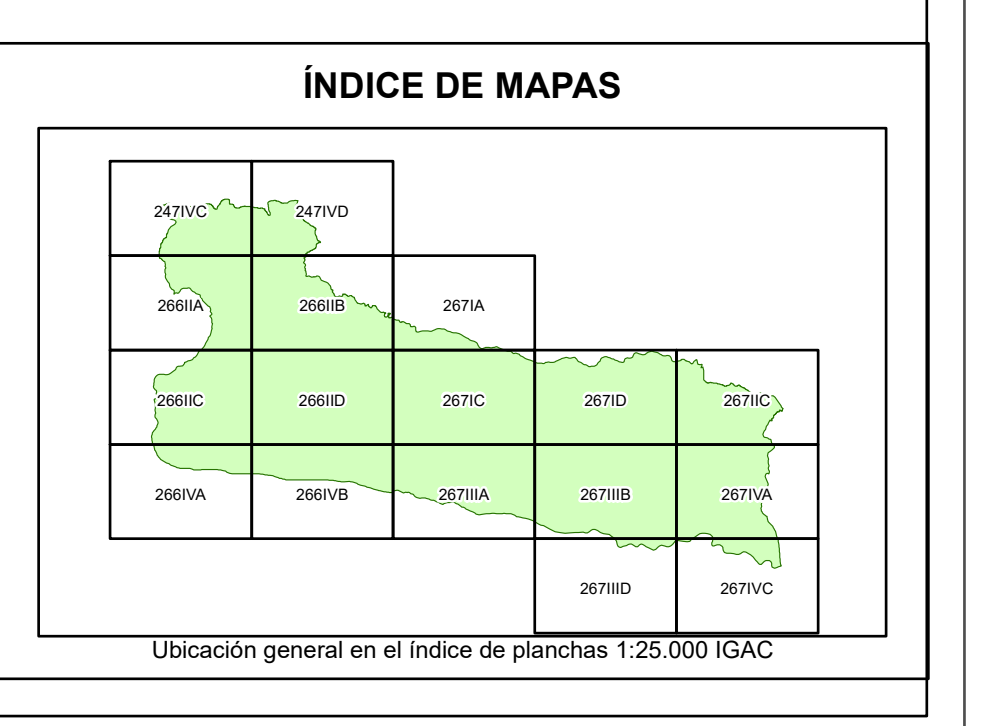 ÍNDICE DE MAPAS
247IVC 247IVD
266IIA 266IIB 267IA
266IIC 266IID 267IC 267ID 267IIC
266IVA 266IVB 267IIIA 267IIIB 267IVA
267IIID 267IVC
Ubicación general en el índice de planchas 1:25.000 IGAC